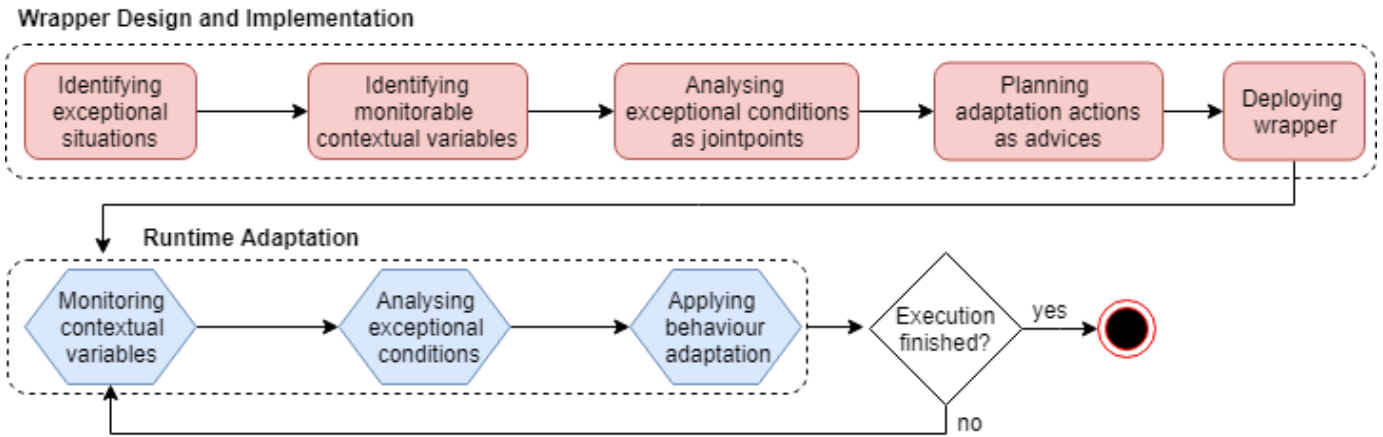 Wrapper Design and Implementation
Identifying
exceptional
situations
Identifying
monitorable
contextual variables
Analysing
exceptional conditions
as jointpoints
Planning
adaptation actions
as advices
Deploying
wrapper
Runtime Adaptation
Monitoring
contextual
variables
Analysing
exceptional
conditions
Applying
behaviour
adaptation
Execution
finished?
yes
no